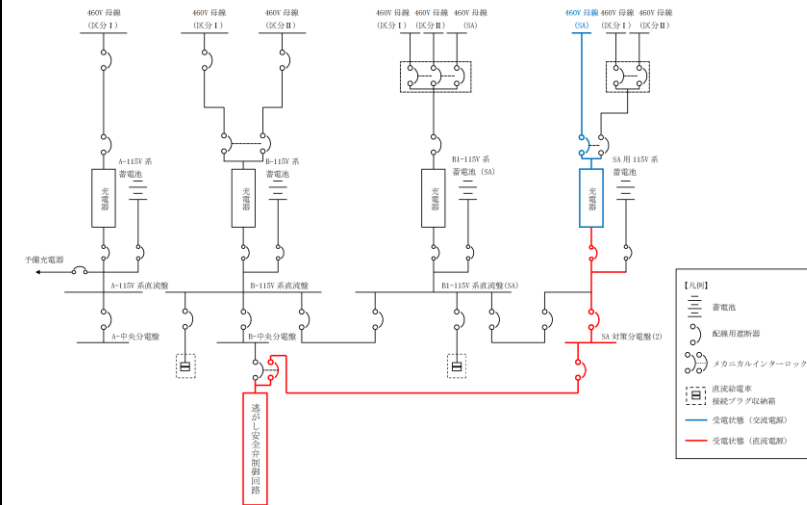 460V 母線
(区分Ⅰ)
460V 母線
(区分Ⅰ)
460V 母線
(区分Ⅱ)
460V 母線
(区分Ⅰ)
460V 母線
(区分Ⅱ)
460V 母線
(SA)
460V 母線
(SA)
460V 母線
(区分Ⅰ)
460V 母線
(区分Ⅱ)
A-115V 系
蓄電池
B-115V 系
蓄電池
B1-115V 系
蓄電池 (SA)
SA 用 115V 系
蓄電池
充電器
充電器
充電器
充電器
予備充電器
A-115V 系直流盤
B-115V 系直流盤
B1-115V 系直流盤(SA)
A-中央分電盤
B-中央分電盤
SA 対策分電盤(2)
逃がし安全弁制御回路
【凡例】
蓄電池
配線用遮断器
メカニカルインターロック
直流給電車
接続プラグ収納箱
受電状態 (交流電源)
受電状態 (直流電源)